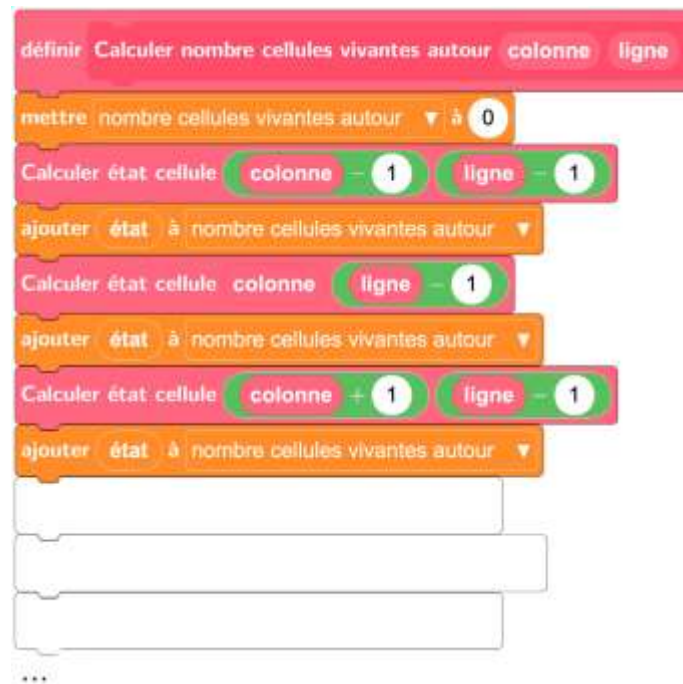 définir Calculer nombre cellules vivantes autour colonne ligne
mettre nombre cellules vivantes autour ▼ à 0
Calculer état cellule colonne - 1 ligne - 1
ajouter état à nombre cellules vivantes autour ▼
Calculer état cellule colonne ligne - 1
ajouter état à nombre cellules vivantes autour ▼
Calculer état cellule colonne + 1 ligne - 1
ajouter état à nombre cellules vivantes autour ▼
...